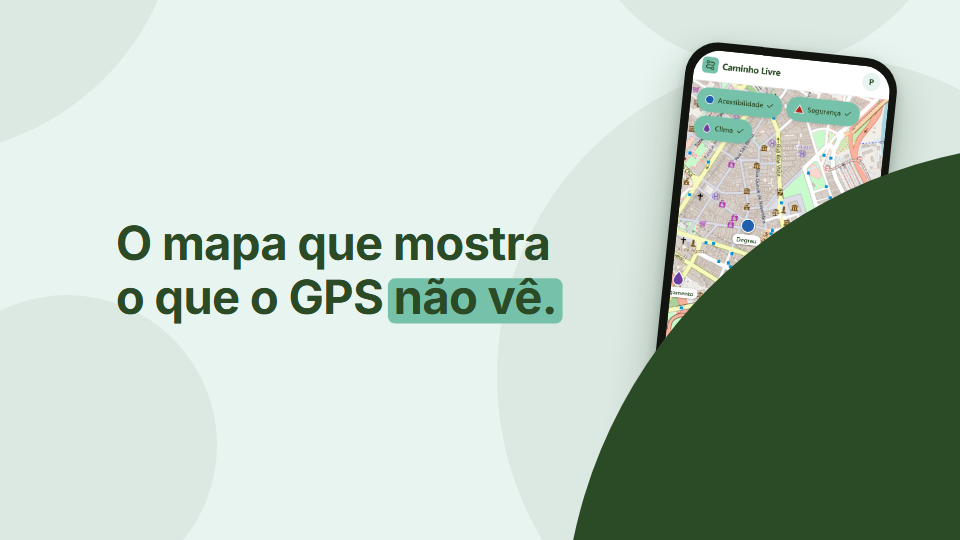 Caminho Livre
P
Acessibilidade
Segurança
Clima
O mapa que mostra
o que o GPS não vê.
Degrau